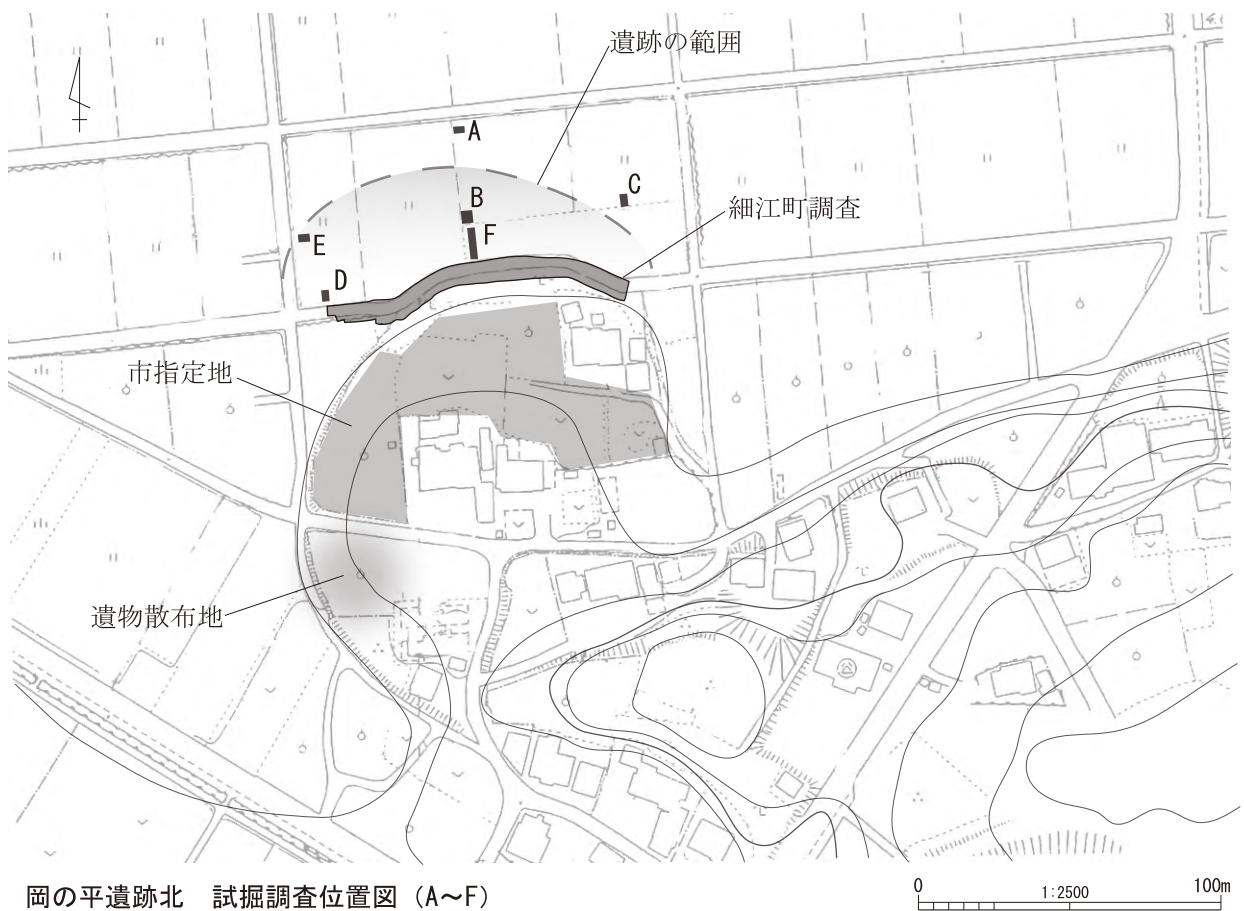 遺跡の範囲
A
C
B
細江町調査
F
E
D
市指定地
遺物散布地
岡の平遺跡北 試掘調査位置図（A～F）
0 1:2500 100m